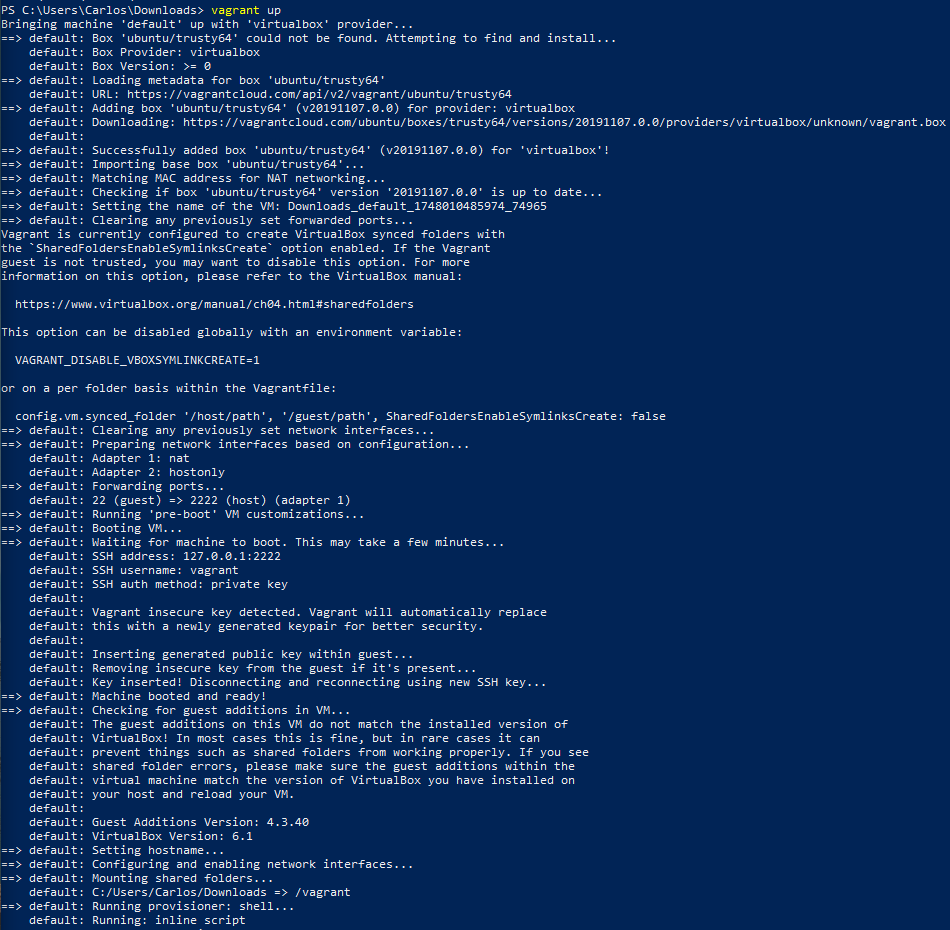 PS C:\Users\Carlos\Downloads> vagrant up
Bringing machine 'default' up with 'virtualbox' provider...
==> default: Box 'ubuntu/trusty64' could not be found. Attempting to find and install...
    default: Box Provider: virtualbox
    default: Box Version: >= 0
==> default: Loading metadata for box 'ubuntu/trusty64'
    default: URL: https://vagrantcloud.com/api/v2/vagrant/ubuntu/trusty64
==> default: Adding box 'ubuntu/trusty64' (v20191107.0.0) for provider: virtualbox
    default: Downloading: https://vagrantcloud.com/ubuntu/boxes/trusty64/versions/20191107.0.0/providers/virtualbox/unknown/vagrant.box
    default:
==> default: Successfully added box 'ubuntu/trusty64' (v20191107.0.0) for 'virtualbox'!
==> default: Importing base box 'ubuntu/trusty64'...
==> default: Matching MAC address for NAT networking...
==> default: Checking if box 'ubuntu/trusty64' version '20191107.0.0' is up to date...
==> default: Setting the name of the VM: Downloads_default_1748010485974_74965
==> default: Clearing any previously set forwarded ports...
Vagrant is currently configured to create VirtualBox synced folders with
the `SharedFoldersEnableSymlinksCreate` option enabled. If the Vagrant
guest is not trusted, you may want to disable this option. For more
information on this option, please refer to the VirtualBox manual:
  https://www.virtualbox.org/manual/ch04.html#sharedfolders
This option can be disabled globally with an environment variable:
  VAGRANT_DISABLE_VBOXSYMLINKCREATE=1
or on a per folder basis within the Vagrantfile:
  config.vm.synced_folder '/host/path', '/guest/path', SharedFoldersEnableSymlinksCreate: false
==> default: Clearing any previously set network interfaces...
==> default: Preparing network interfaces based on configuration...
    default: Adapter 1: nat
    default: Adapter 2: hostonly
==> default: Forwarding ports...
    default: 22 (guest) => 2222 (host) (adapter 1)
==> default: Running 'pre-boot' VM customizations...
==> default: Booting VM...
==> default: Waiting for machine to boot. This may take a few minutes...
    default: SSH address: 127.0.0.1:2222
    default: SSH username: vagrant
    default: SSH auth method: private key
    default:
    default: Vagrant insecure key detected. Vagrant will automatically replace
    default: this with a newly generated keypair for better security.
    default:
    default: Inserting generated public key within guest...
    default: Removing insecure key from the guest if it's present...
    default: Key inserted! Disconnecting and reconnecting using new SSH key...
==> default: Machine booted and ready!
==> default: Checking for guest additions in VM...
    default: The guest additions on this VM do not match the installed version of
    default: VirtualBox! In most cases this is fine, but in rare cases it can
    default: prevent things such as shared folders from working properly. If you see
    default: shared folder errors, please make sure the guest additions within the
    default: virtual machine match the version of VirtualBox you have installed on
    default: your host and reload your VM.
    default:
    default: Guest Additions Version: 4.3.40
    default: VirtualBox Version: 6.1
==> default: Setting hostname...
==> default: Configuring and enabling network interfaces...
==> default: Mounting shared folders...
    default: C:/Users/Carlos/Downloads => /vagrant
==> default: Running provisioner: shell...
    default: Running: inline script